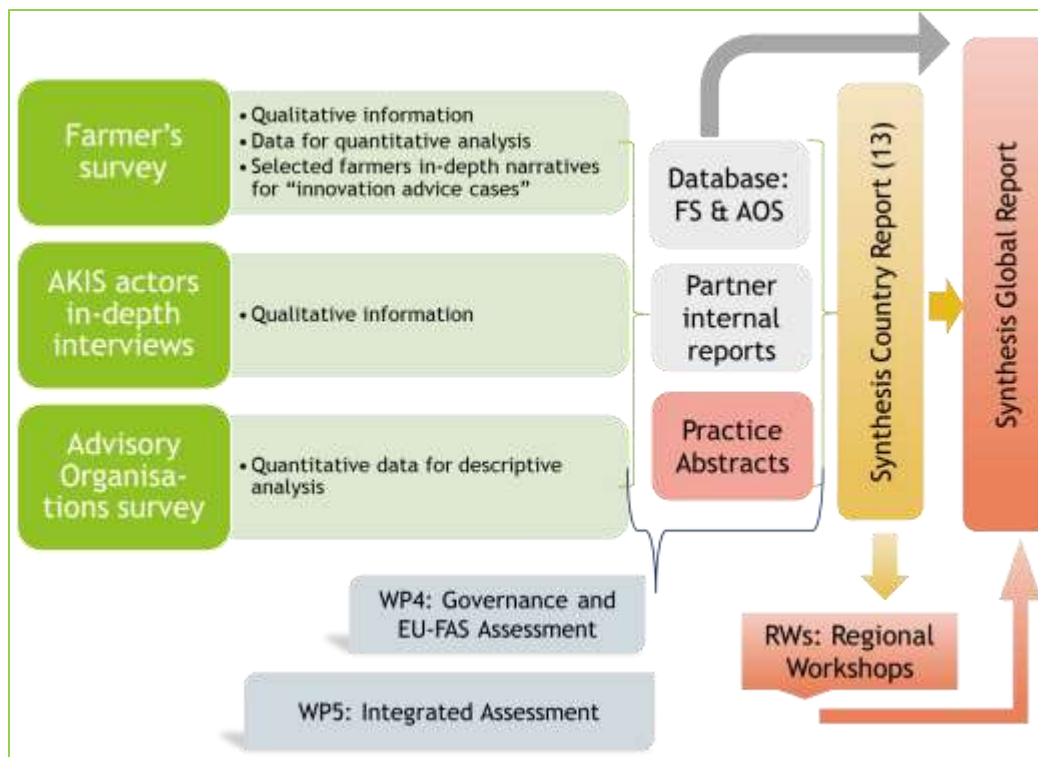 Farmer's
survey
• Qualitative information
• Data for quantitative analysis
• Selected farmers in-depth narratives
for "innovation advice cases"
AKIS actors
in-depth
interviews
• Qualitative information
Advisory
Organisa-
tions survey
• Quantitative data for descriptive
analysis
Database:
FS & AOS
Partner
internal
reports
Practice
Abstracts
Synthesis Country Report (13)
Synthesis Global Report
WP4: Governance and
EU-FAS Assessment
WP5: Integrated Assessment
RWs: Regional
Workshops